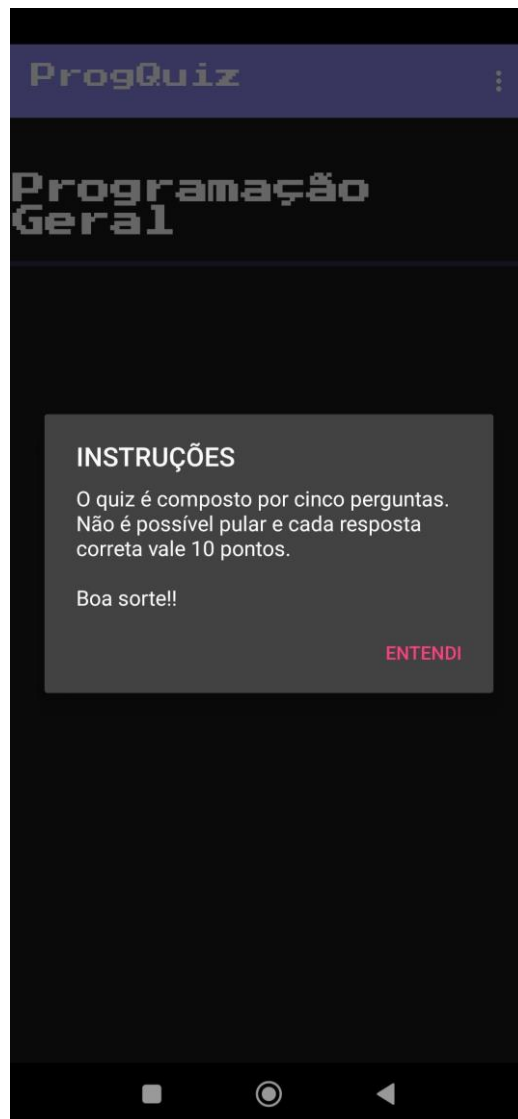 ProgQuiz
Programação
Geral
INSTRUÇÕES
O quiz é composto por cinco perguntas.
Não é possível pular e cada resposta
correta vale 10 pontos.
Boa sorte!!
ENTENDI